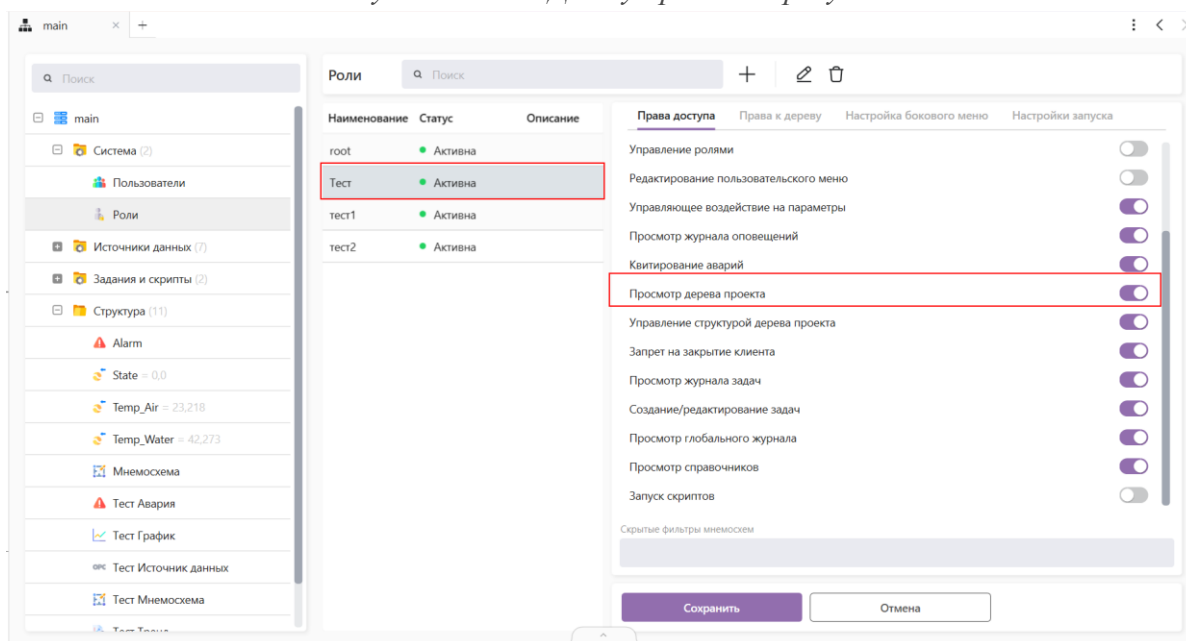 main × +
Поиск
main
Система (2)
Пользователи
Роли
Источники данных (7)
Задания и скрипты (2)
Структура (11)
Alarm
State = 0,0
Temp_Air = 23,218
Temp_Water = 42,273
Мнемосхема
Тест Авария
Тест График
OPC Тест Источник данных
Тест Мнемосхема
Роли Поиск
Наименование Статус Описание
root Активна
Тест Активна
тест1 Активна
тест2 Активна
Права доступа Права к дереву Настройка бокового меню Настройки запуска
Управление ролями
Редактирование пользовательского меню
Управляющее воздействие на параметры
Просмотр журнала оповещений
Квитирование аварий
Просмотр дерева проекта
Управление структурой дерева проекта
Запрет на закрытие клиента
Просмотр журнала задач
Создание/редактирование задач
Просмотр глобального журнала
Просмотр справочников
Запуск скриптов
Скрытые фильтры мнемосхем
Сохранить Отмена